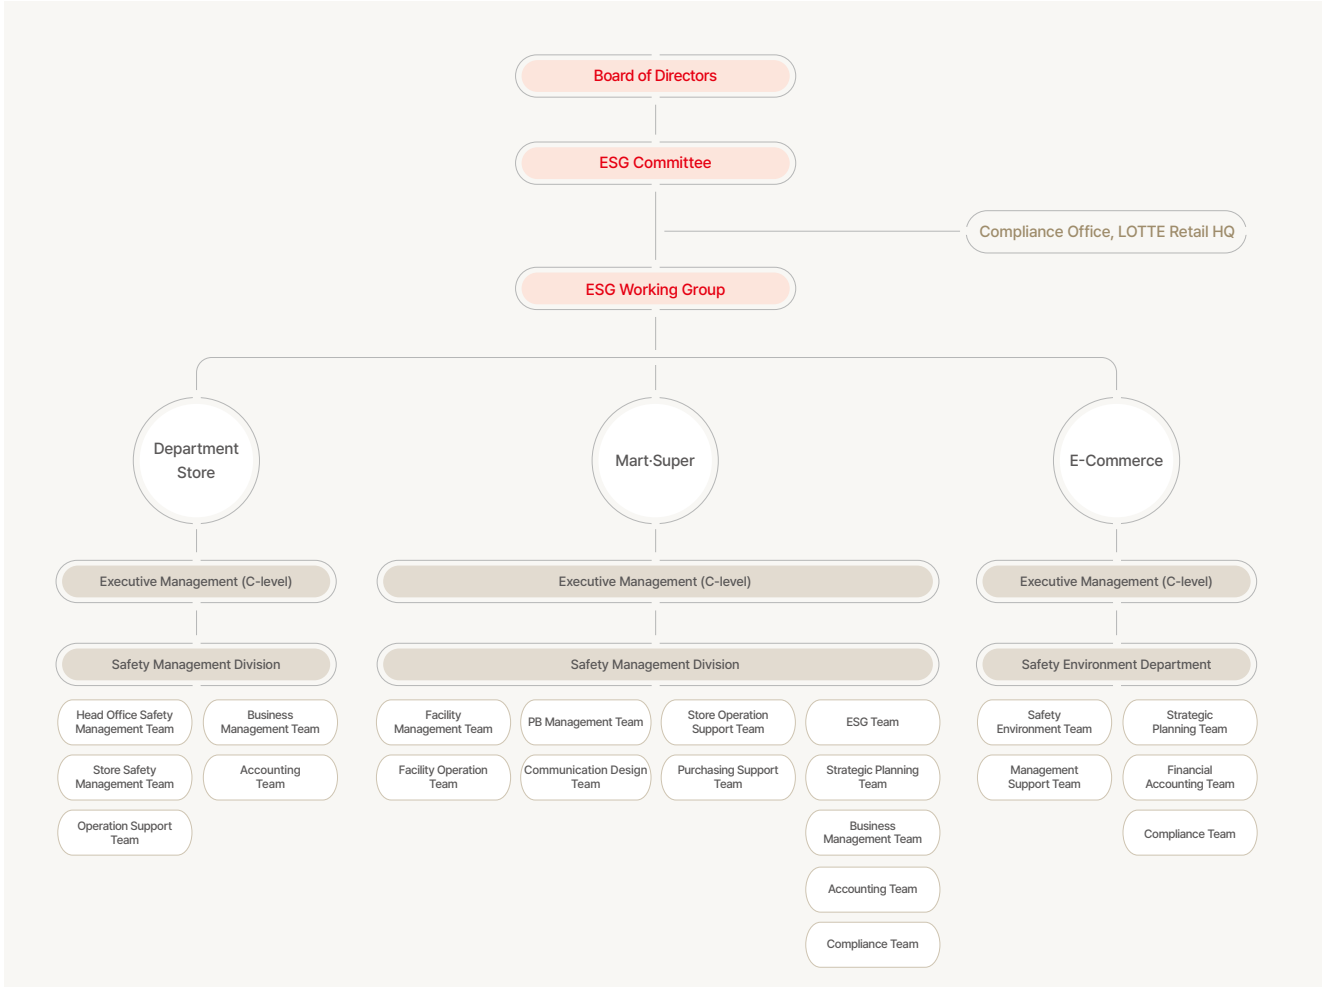 Board of Directors
ESG Committee
Compliance Office, LOTTE Retail HQ
ESG Working Group
Department
Store
Mart·Super
E-Commerce
Executive Management (C-level)
Executive Management (C-level)
Executive Management (C-level)
Safety Management Division
Safety Management Division
Safety Environment Department
Head Office Safety
Management Team
Business
Management Team
Store Safety
Management Team
Accounting
Team
Operation Support
Team
Facility
Management Team
PB Management Team
Store Operation
Support Team
ESG Team
Facility Operation
Team
Communication Design
Team
Purchasing Support
Team
Strategic Planning
Team
Business
Management Team
Accounting Team
Compliance Team
Safety
Environment Team
Strategic
Planning Team
Management
Support Team
Financial
Accounting Team
Compliance Team